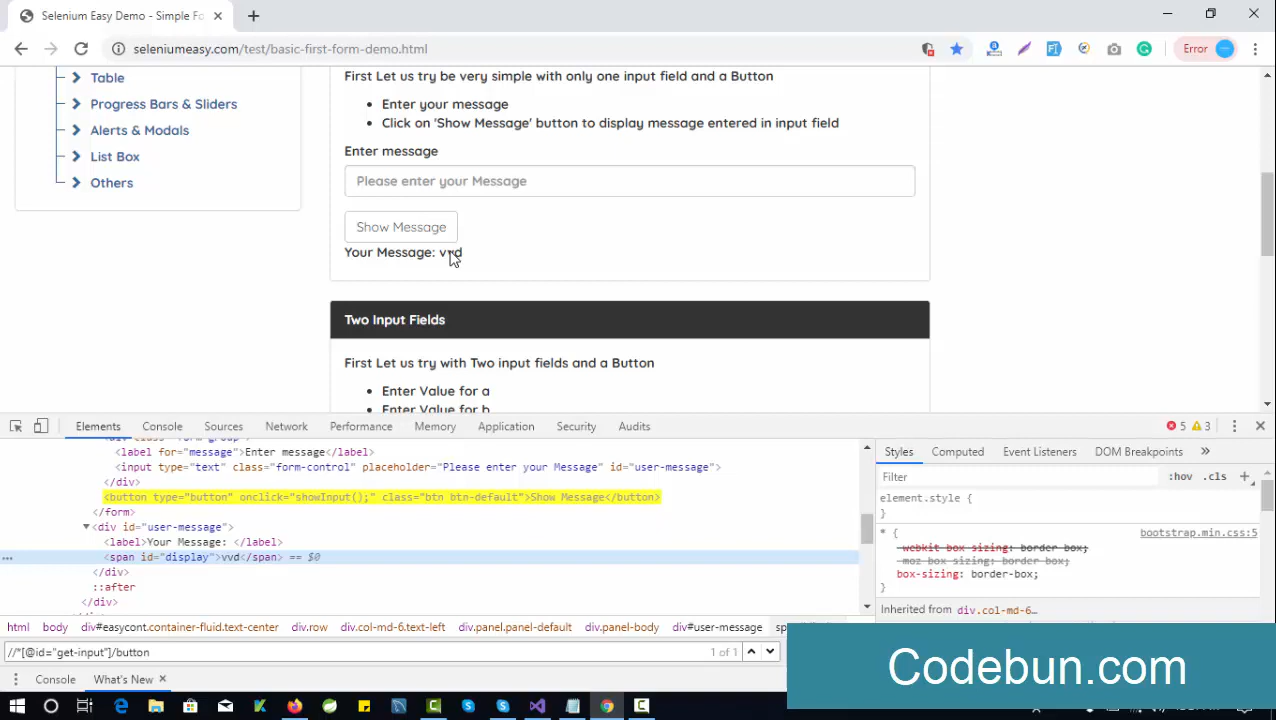 Selenium Easy Demo - Simple Fo
seleniumeasy.com/test/basic-first-form-demo.html
Error
Table
Progress Bars & Sliders
Alerts & Modals
List Box
Others
First Let us try be very simple with only one input field and a Button
Enter your message
Click on 'Show Message' button to display message entered in input field
Enter message
Please enter your Message
Show Message
Your Message: vvd
Two Input Fields
First Let us try with Two input fields and a Button
Enter Value for a
Enter Value for b
Elements Console Sources Network Performance Memory Application Security Audits 5 3
<label for="message">Enter message</label>
<input type="text" class="form-control" placeholder="Please enter your Message" id="user-message">
</div>
<button type="button" onclick="showInput();" class="btn btn-default">Show Message</button>
</form>
<div id="user-message">
<label>Your Message: </label>
<span id="display">vvd</span> == $0
</div>
::after
</div>
Styles Computed Event Listeners DOM Breakpoints »
Filter :hov .cls +
element.style {
}
* { bootstrap.min.css:5
-webkit-box-sizing: border-box;
-moz-box-sizing: border-box;
box-sizing: border-box;
}
Inherited from div.col-md-6…
html body div#easycont.container-fluid.text-center div.row div.col-md-6.text-left div.panel.panel-default div.panel-body div#user-message
//*[@id="get-input"]/button 1 of 1
Console What's New
Codebun.com